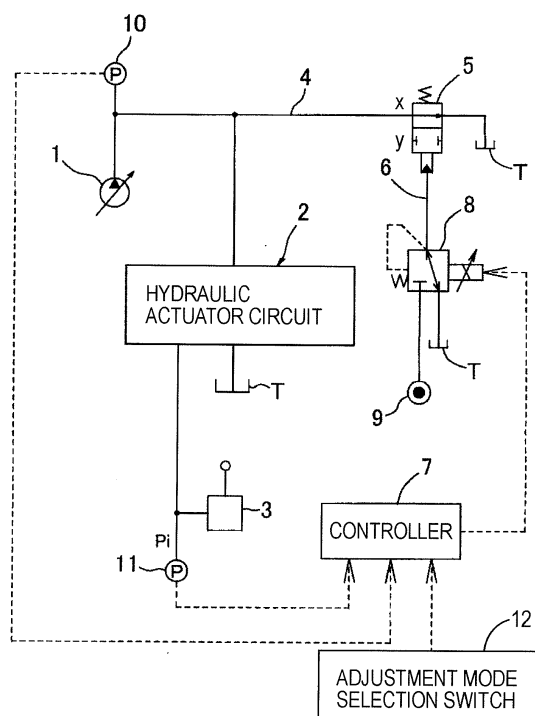 10
P
4
5
x
y
T
1
6
2
8
HYDRAULIC
ACTUATOR CIRCUIT
T
T
9
7
3
CONTROLLER
Pi
11
P
12
ADJUSTMENT MODE
SELECTION SWITCH